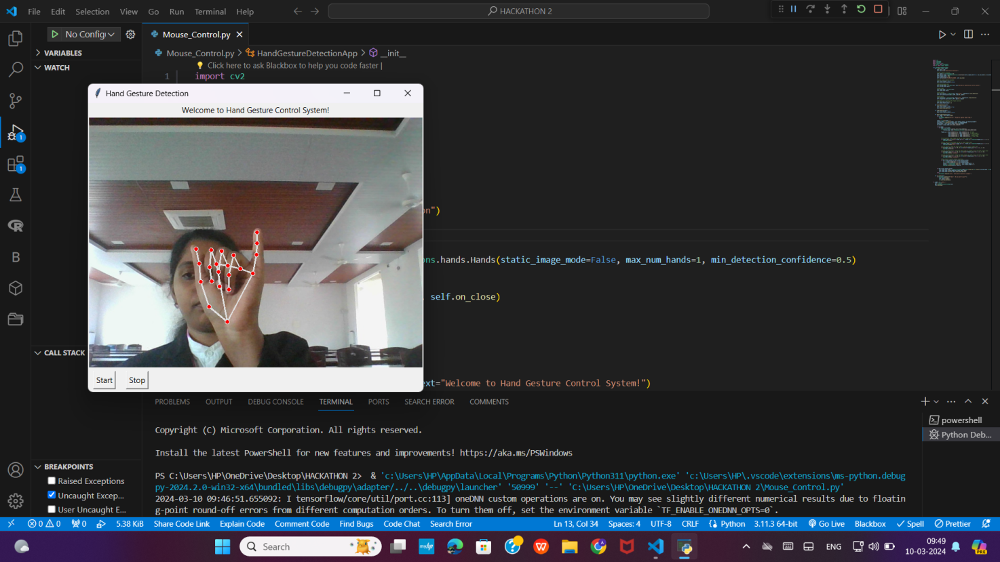 File Edit Selection View Go Run Terminal Help
HACKATHON 2
No Config
Mouse_Control.py
VARIABLES
Mouse_Control.py > HandGestureDetectionApp > __init__
WATCH
Click here to ask Blackbox to help you code faster |
1 import cv2
Hand Gesture Detection
Welcome to Hand Gesture Control System!
on")
ons.hands.Hands(static_image_mode=False, max_num_hands=1, min_detection_confidence=0.5)
self.on_close)
CALL STACK
Start Stop
ext="Welcome to Hand Gesture Control System!")
PROBLEMS OUTPUT DEBUG CONSOLE TERMINAL PORTS SEARCH ERROR COMMENTS
powershell
Python Deb...
Copyright (C) Microsoft Corporation. All rights reserved.
Install the latest PowerShell for new features and improvements! https://aka.ms/PSWindows
PS C:\Users\HP\OneDrive\Desktop\HACKATHON 2> & 'c:\Users\HP\AppData\Local\Programs\Python\Python311\python.exe' 'c:\Users\HP\.vscode\extensions\ms-python.debug
py-2024.2.0-win32-x64\bundled\libs\debugpy\adapter/../..\debugpy\launcher' '50999' '--' 'C:\Users\HP\OneDrive\Desktop\HACKATHON 2\Mouse_Control.py'
2024-03-10 09:46:51.655092: I tensorflow/core/util/port.cc:113] oneDNN custom operations are on. You may see slightly different numerical results due to floatin
g-point round-off errors from different computation orders. To turn them off, set the environment variable `TF_ENABLE_ONEDNN_OPTS=0`.
BREAKPOINTS
Raised Exceptions
Uncaught Excep...
User Uncaught E...
0 0 0 5.38 KiB Share Code Link Explain Code Comment Code Find Bugs Code Chat Search Error Ln 13, Col 34 Spaces: 4 UTF-8 CRLF Python 3.11.3 64-bit Go Live Blackbox Spell Prettier
Search
ENG
09:49
10-03-2024